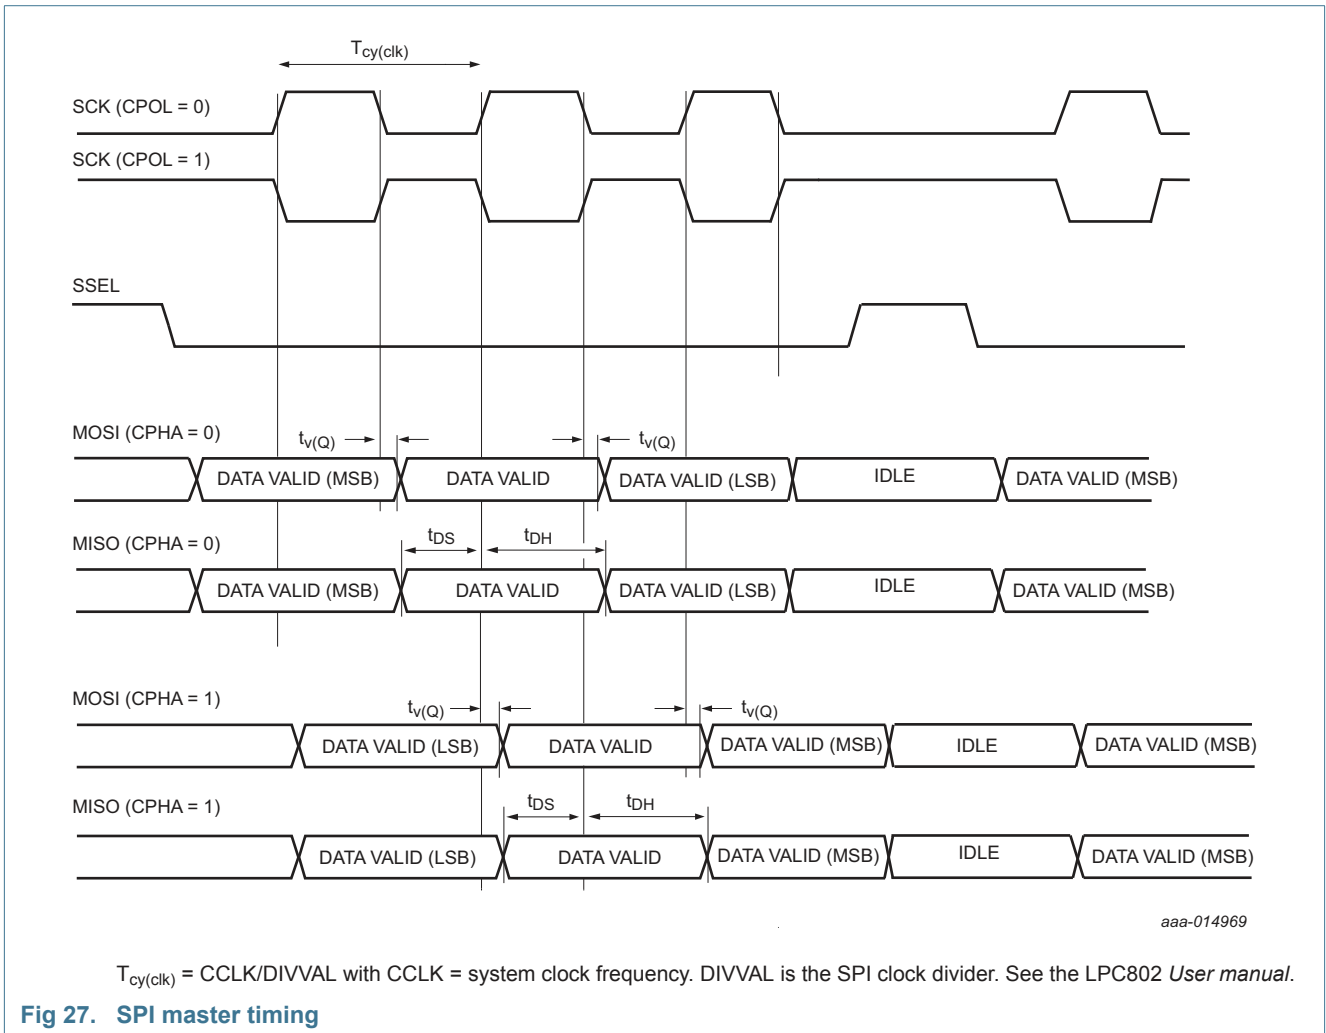 Tcy(clk)
SCK (CPOL = 0)
SCK (CPOL = 1)
SSEL
MOSI (CPHA = 0)
tv(Q) tv(Q)
DATA VALID (MSB) DATA VALID DATA VALID (LSB) IDLE DATA VALID (MSB)
MISO (CPHA = 0)
tDS tDH
DATA VALID (MSB) DATA VALID DATA VALID (LSB) IDLE DATA VALID (MSB)
MOSI (CPHA = 1)
tv(Q) tv(Q)
DATA VALID (LSB) DATA VALID DATA VALID (MSB) IDLE DATA VALID (MSB)
MISO (CPHA = 1)
tDS tDH
DATA VALID (LSB) DATA VALID DATA VALID (MSB) IDLE DATA VALID (MSB)
aaa-014969
Tcy(clk) = CCLK/DIVVAL with CCLK = system clock frequency. DIVVAL is the SPI clock divider. See the LPC802 User manual.
Fig 27. SPI master timing